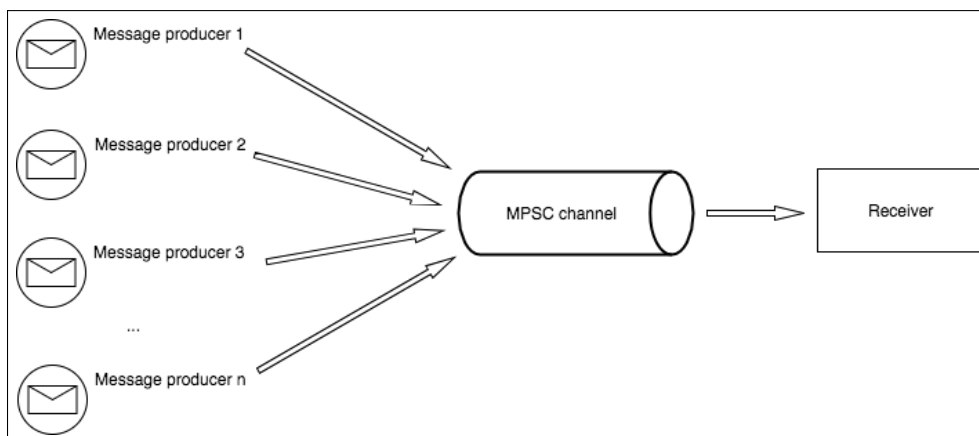 Message producer 1
Message producer 2
MPSC channel
Receiver
Message producer 3
...
Message producer n